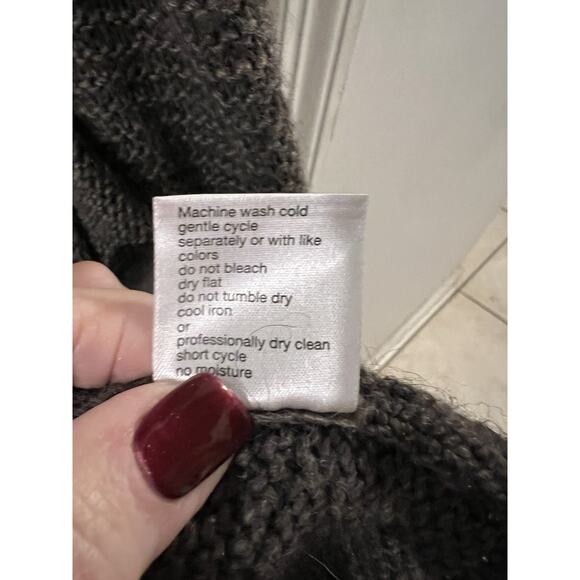 Machine wash cold
gentle cycle
separately or with like
colors
do not bleach
dry flat
do not tumble dry
cool iron
or
professionally dry clean
short cycle
no moisture